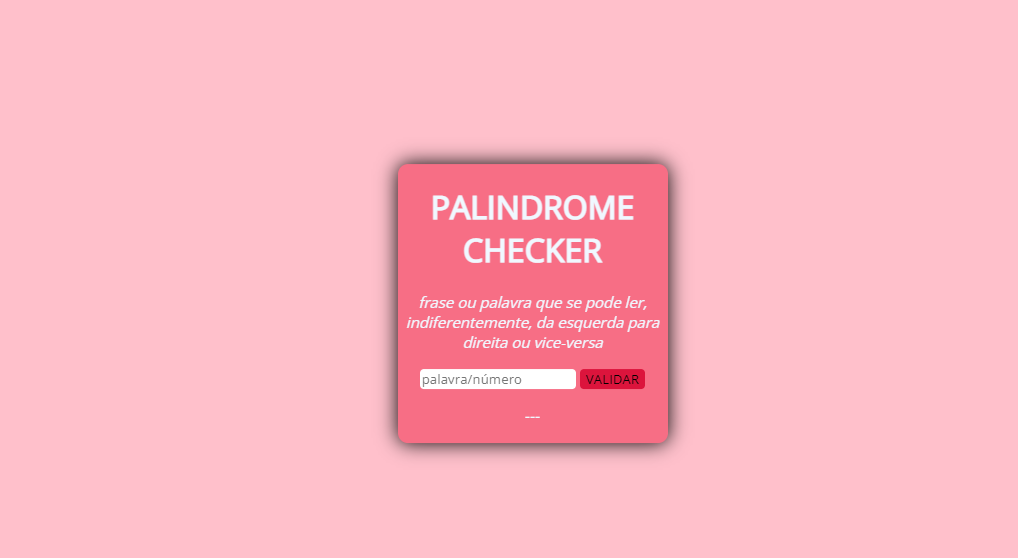 PALINDROME
CHECKER
frase ou palavra que se pode ler,
indiferentemente, da esquerda para
direita ou vice-versa
palavra/número VALIDAR
---